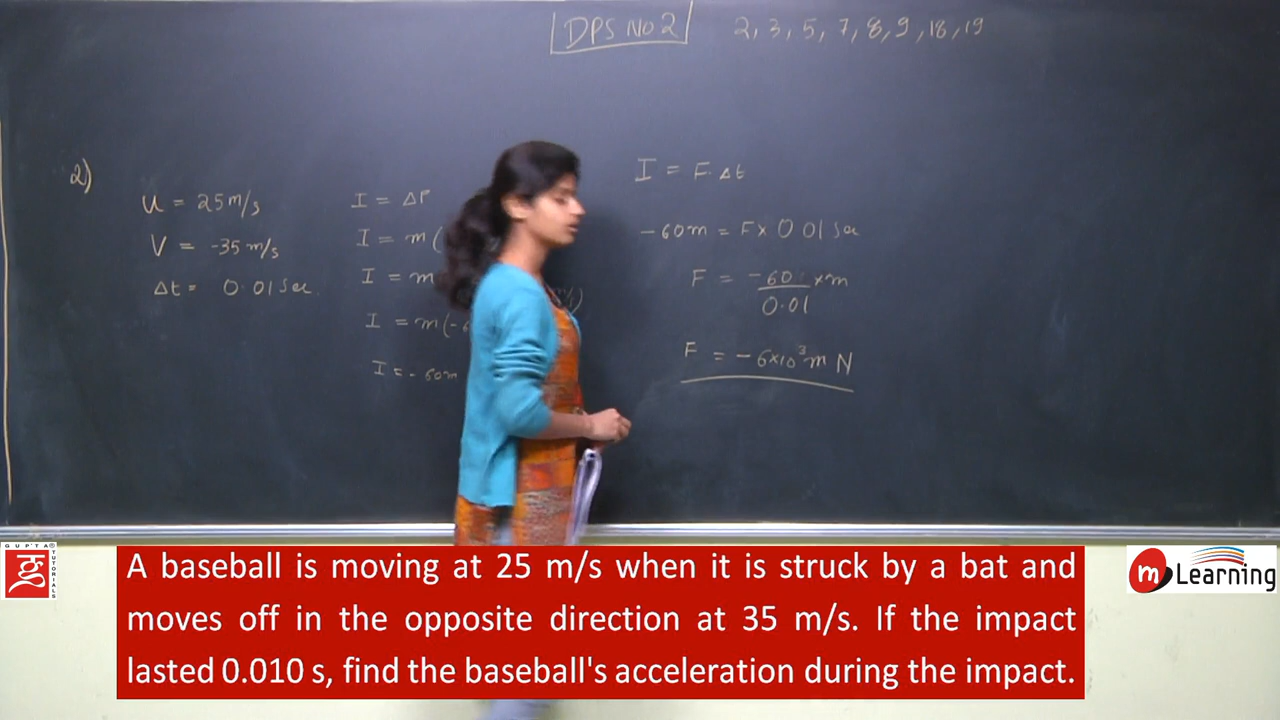 DPS No 2
2, 3, 5, 7, 8, 9, 18, 19
2)
u = 25 m/s
V = -35 m/s
Δt = 0.01 sec.
I = ΔP
I = m(
I = m
I = m(-6
I = -60m
I = F. Δt
-60m = F x 0.01 sec
F = -60 x m
0.01
F = -6x10³ m N
GUPTA TUTORIALS
m Learning
A baseball is moving at 25 m/s when it is struck by a bat and
moves off in the opposite direction at 35 m/s. If the impact
lasted 0.010 s, find the baseball's acceleration during the impact.